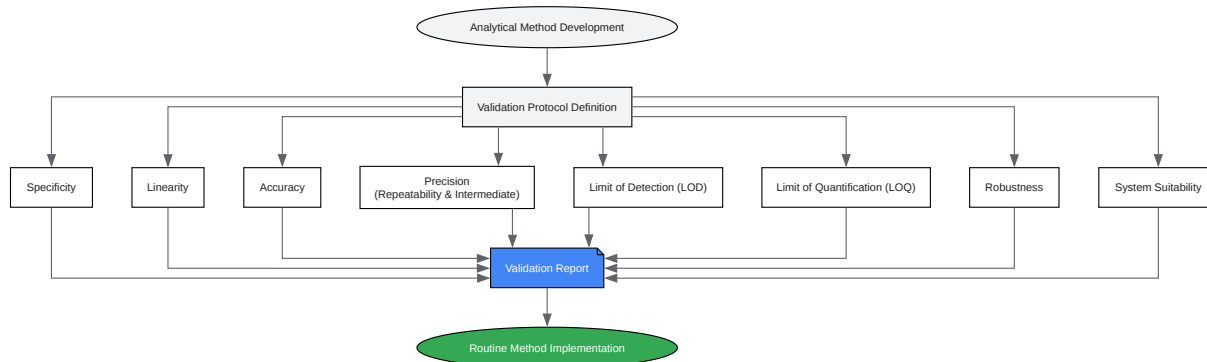 Analytical Method Development
Validation Protocol Definition
Specificity
Linearity
Accuracy
Precision
(Repeatability & Intermediate)
Limit of Detection (LOD)
Limit of Quantification (LOQ)
Robustness
System Suitability
Validation Report
Routine Method Implementation